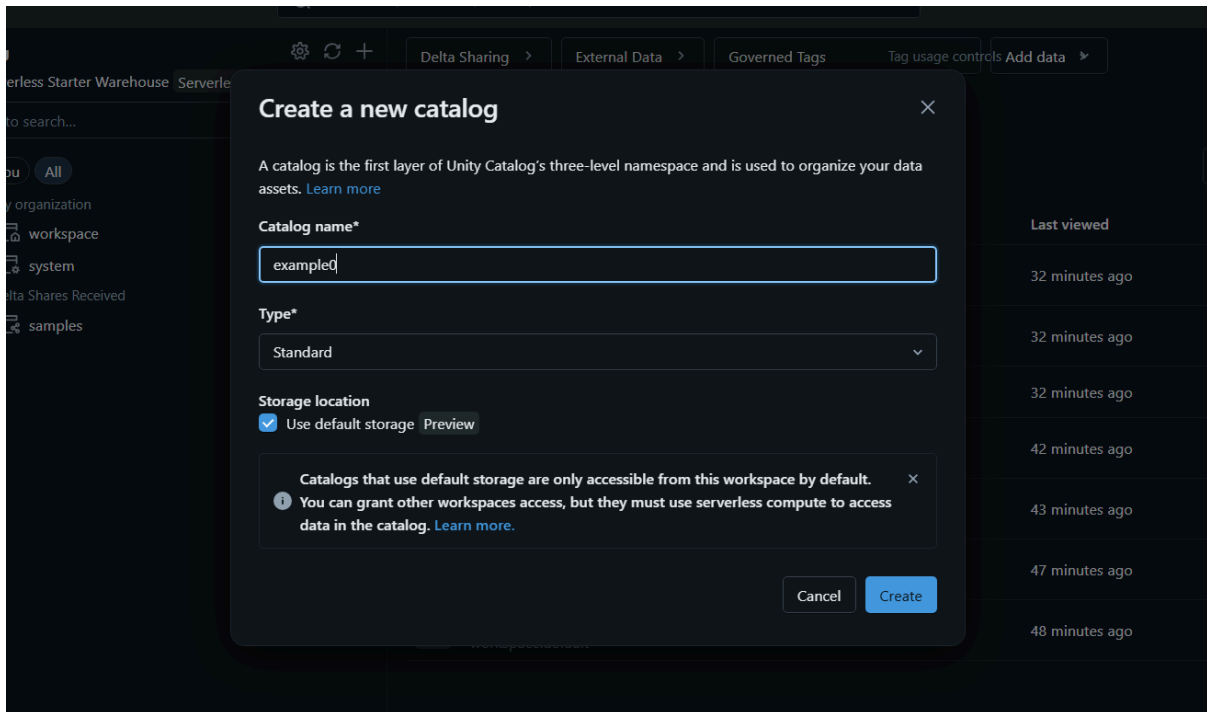 Delta Sharing
External Data
Governed Tags
Tag usage controls
Add data
erless Starter Warehouse
Serverle
to search...
ou
All
y organization
workspace
system
elta Shares Received
samples
Create a new catalog
A catalog is the first layer of Unity Catalog's three-level namespace and is used to organize your data
assets. Learn more
Catalog name*
example0
Type*
Standard
Storage location
Use default storage
Preview
Catalogs that use default storage are only accessible from this workspace by default.
You can grant other workspaces access, but they must use serverless compute to access
data in the catalog. Learn more.
Cancel
Create
Last viewed
32 minutes ago
32 minutes ago
32 minutes ago
42 minutes ago
43 minutes ago
47 minutes ago
48 minutes ago